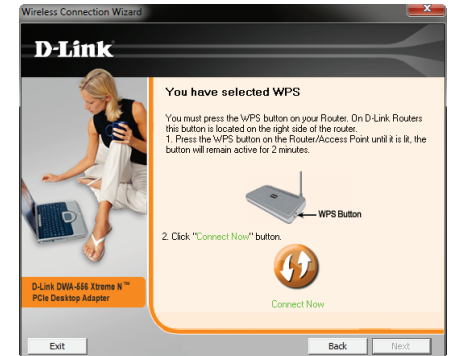 Wireless Connection Wizard
D-Link
You have selected WPS
You must press the WPS button on your Router. On D-Link Routers
this button is located on the right side of the router.
1. Press the WPS button on the Router/Access Point until it is lit, the
button will remain active for 2 minutes.
WPS Button
2. Click "Connect Now" button.
D-Link DWA-556 Xtreme N™
PCIe Desktop Adapter
Connect Now
Exit
Back
Next